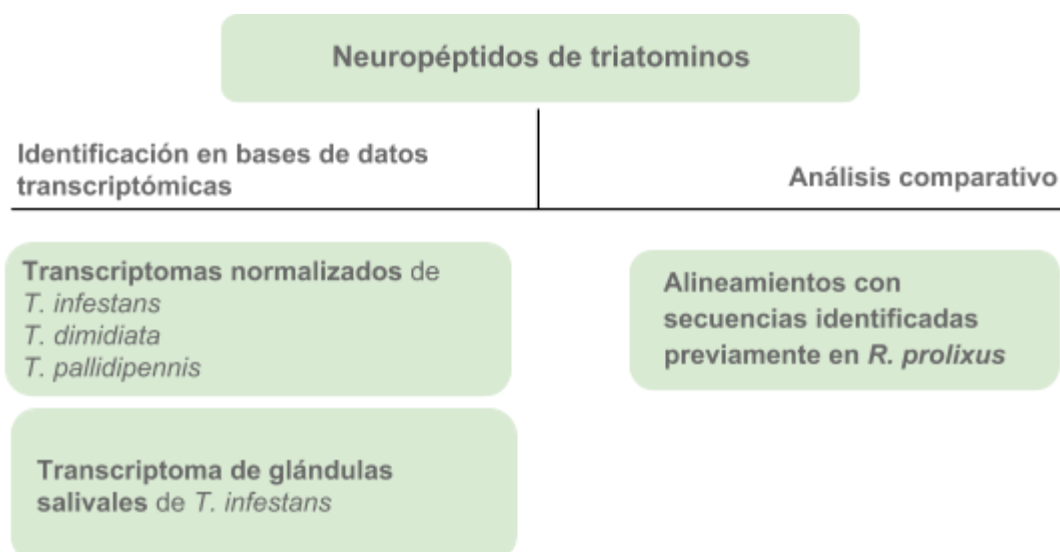 Neuropéptidos de triatominos
Identificación en bases de datos
transcriptómicas
Análisis comparativo
Transcriptomas normalizados de
T. infestans
T. dimidiata
T. pallidipennis
Alineamientos con
secuencias identificadas
previamente en R. prolixus
Transcriptoma de glándulas
salivales de T. infestans